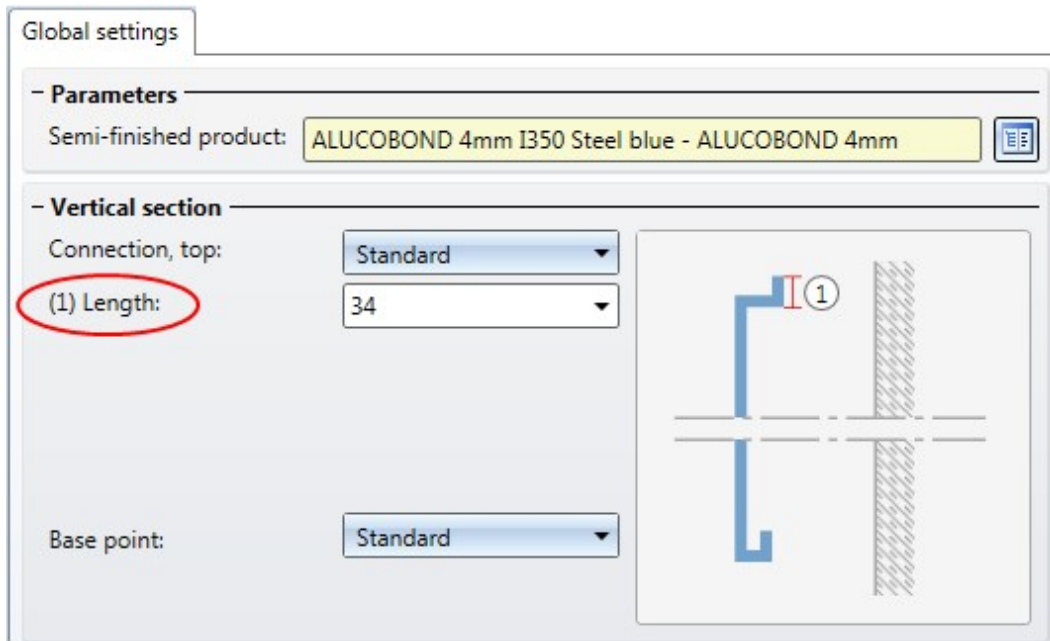 Global settings
Parameters
Semi-finished product: ALUCOBOND 4mm I350 Steel blue - ALUCOBOND 4mm
Vertical section
Connection, top: Standard
(1) Length: 34
1
Base point: Standard